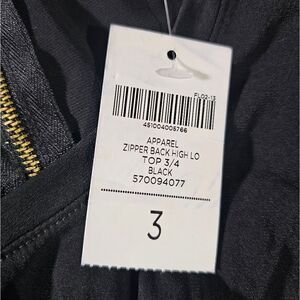 FL02-13
451004005766
APPAREL
ZIPPER BACK HIGH LO
TOP 3/4
BLACK
570094077
3